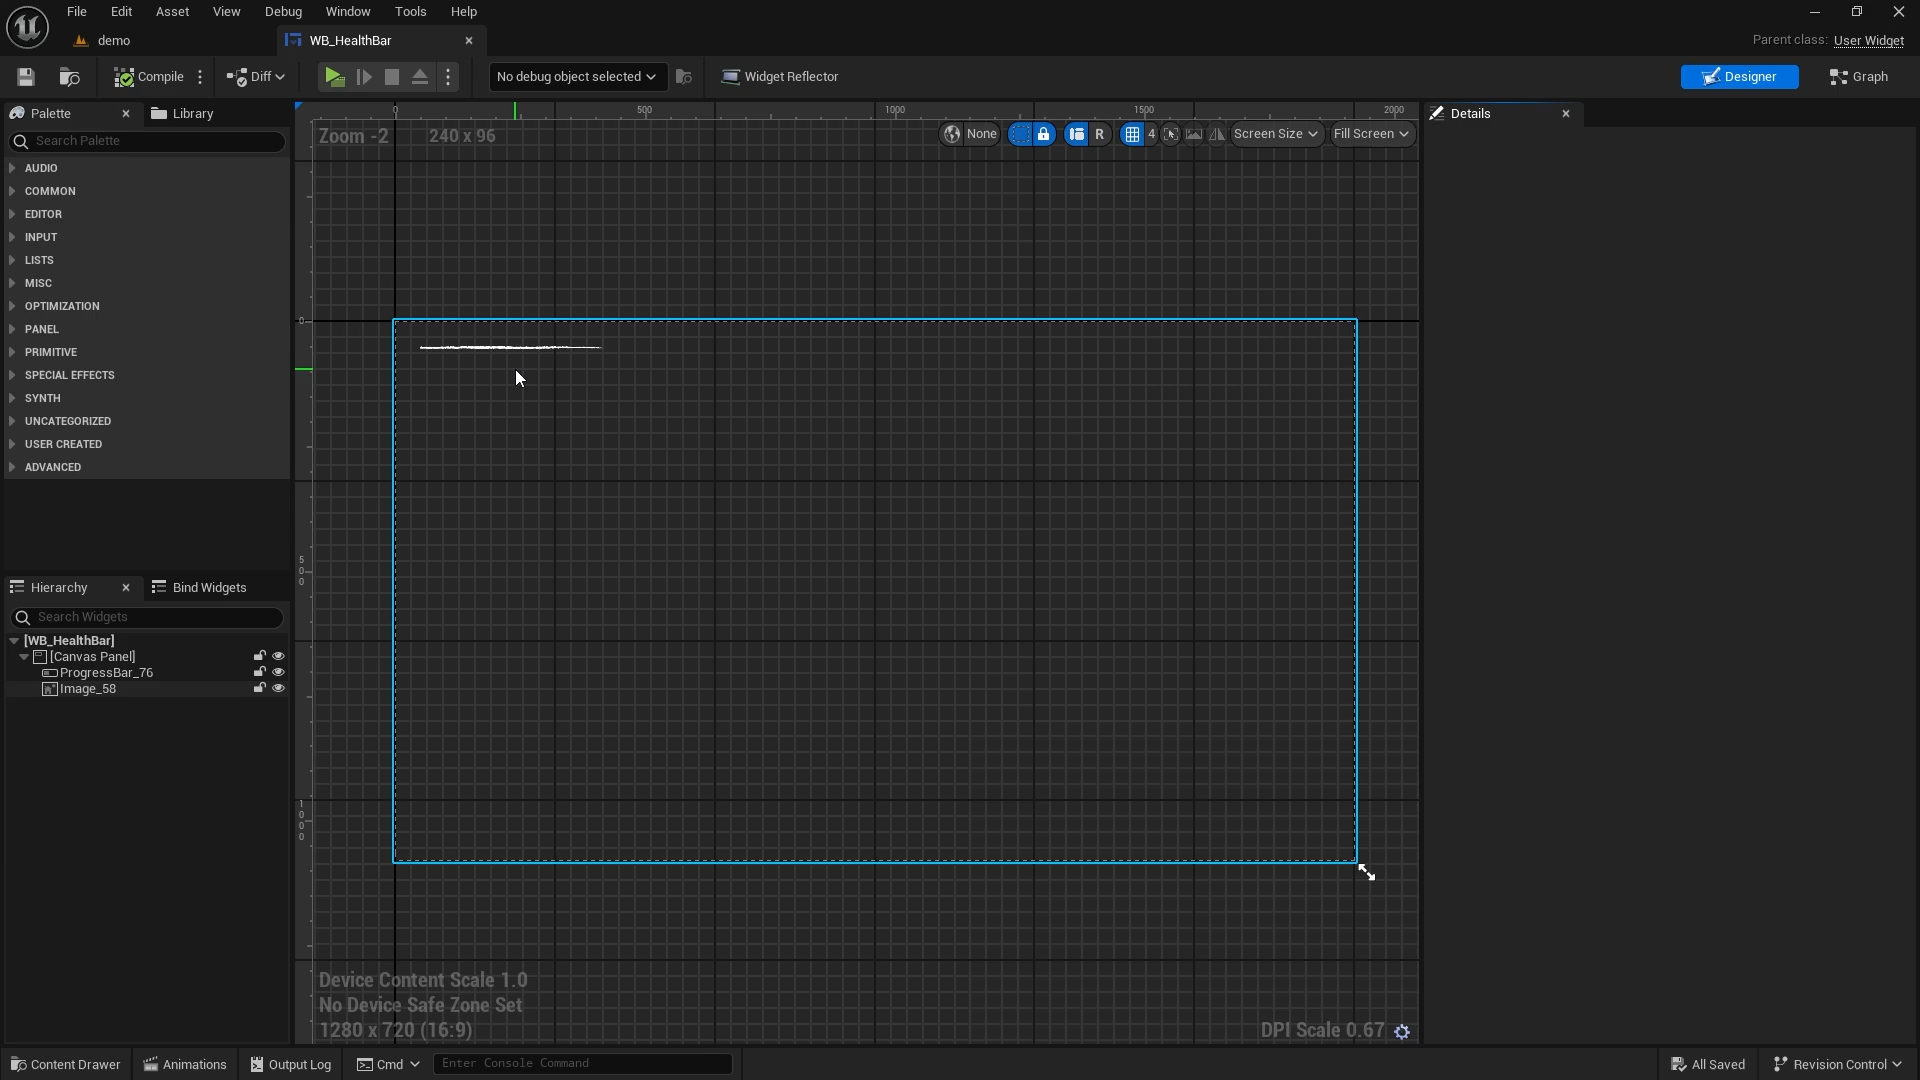 File Edit Asset View Debug Window Tools Help
demo
WB_HealthBar
Parent class: User Widget
Compile
Diff
No debug object selected
Widget Reflector
Designer
Graph
Palette
Library
Search Palette
AUDIO
COMMON
EDITOR
INPUT
LISTS
MISC
OPTIMIZATION
PANEL
PRIMITIVE
SPECIAL EFFECTS
SYNTH
UNCATEGORIZED
USER CREATED
ADVANCED
Hierarchy
Bind Widgets
Search Widgets
[WB_HealthBar]
[Canvas Panel]
ProgressBar_76
Image_58
0 500 1000 1500 2000
Zoom -2 240 x 96
None
R
4
Screen Size
Fill Screen
0
500
1000
Device Content Scale 1.0
No Device Safe Zone Set
1280 x 720 (16:9)
DPI Scale 0.67
Details
Content Drawer
Animations
Output Log
Cmd
Enter Console Command
All Saved
Revision Control